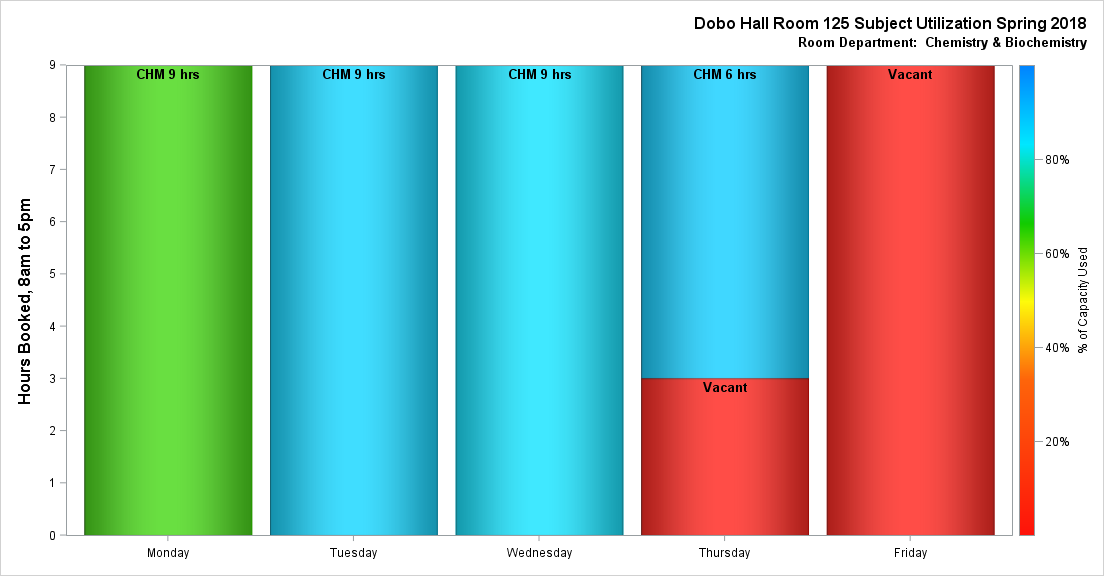 Dobo Hall Room 125 Subject Utilization Spring 2018
Room Department:  Chemistry & Biochemistry
Hours Booked, 8am to 5pm
9
8
7
6
5
4
3
2
1
0
CHM 9 hrs
CHM 9 hrs
CHM 9 hrs
CHM 6 hrs
Vacant
Vacant
Monday
Tuesday
Wednesday
Thursday
Friday
80%
60%
40%
20%
% of Capacity Used